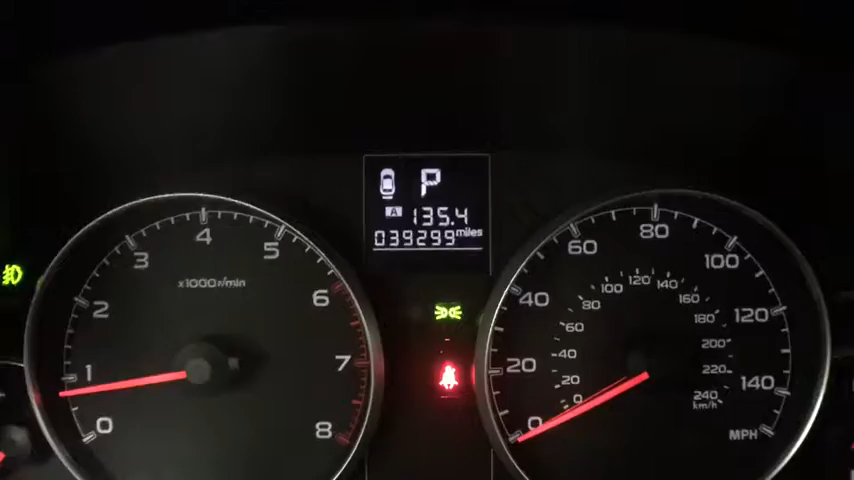 P
A 135.4
039299 miles
0 1 2 3 4 5 6 7 8
x1000r/min
0 20 40 60 80 100 120 140
MPH
0 20 40 60 80 100 120 140 160 180 200 220 240
km/h